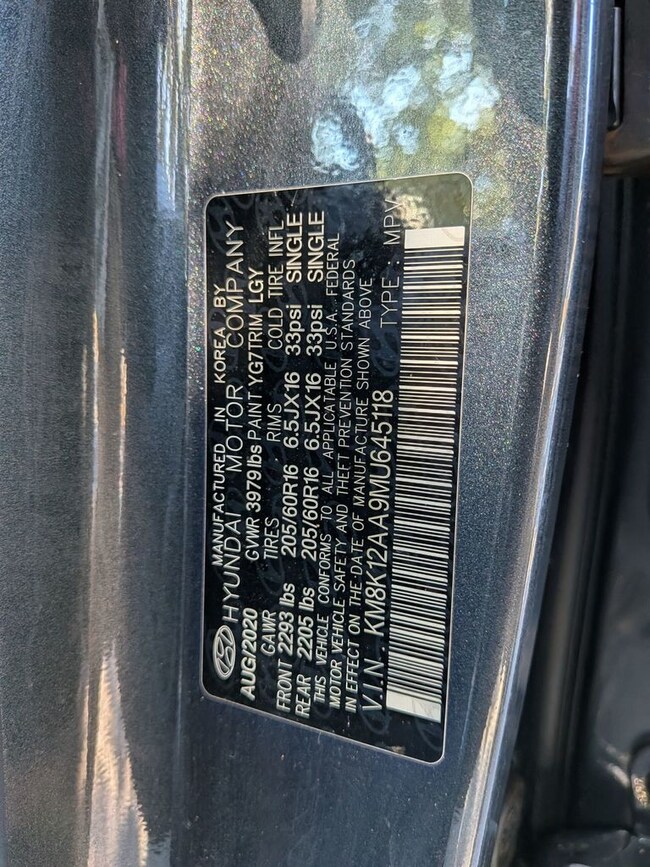 MANUFACTURED IN KOREA BY
HYUNDAI MOTOR COMPANY
AUG/2020 GVWR 3979 lbs PAINT YG7 TRIM LGY
GAWR TIRES RIMS COLD TIRE INFL
FRONT 2293 lbs 205/60R16 6.5JX16 33psi SINGLE
REAR 2205 lbs 205/60R16 6.5JX16 33psi SINGLE
THIS VEHICLE CONFORMS TO ALL APPLICATABLE U.S.A. FEDERAL
MOTOR VEHICLE SAFETY AND THEFT PREVENTION STANDARDS
IN EFFECT ON THE DATE OF MANUFACTURE SHOWN ABOVE
V.I.N : KM8K12AA9MU645118 TYPE : MPV